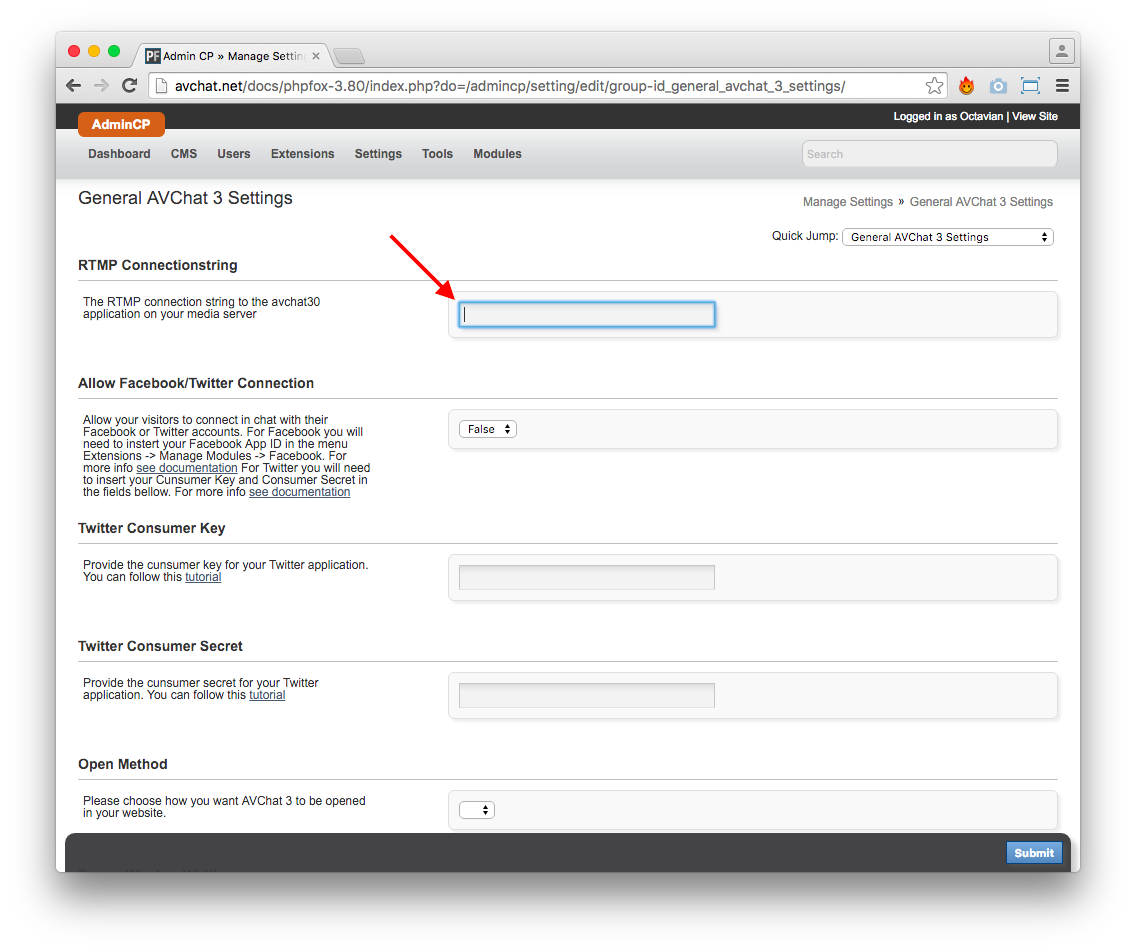 PF Admin CP » Manage Settin
avchat.net/docs/phpfox-3.80/index.php?do=/admincp/setting/edit/group-id_general_avchat_3_settings/
AdminCP
Logged in as Octavian | View Site
Dashboard CMS Users Extensions Settings Tools Modules
Search
General AVChat 3 Settings
Manage Settings » General AVChat 3 Settings
Quick Jump: General AVChat 3 Settings
RTMP Connectionstring
The RTMP connection string to the avchat30
application on your media server
Allow Facebook/Twitter Connection
Allow your visitors to connect in chat with their
Facebook or Twitter accounts. For Facebook you will
need to instert your Facebook App ID in the menu
Extensions -> Manage Modules -> Facebook. For
more info see documentation For Twitter you will need
to insert your Cunsumer Key and Consumer Secret in
the fields bellow. For more info see documentation
False
Twitter Consumer Key
Provide the cunsumer key for your Twitter application.
You can follow this tutorial
Twitter Consumer Secret
Provide the cunsumer secret for your Twitter
application. You can follow this tutorial
Open Method
Please choose how you want AVChat 3 to be opened
in your website.
Submit